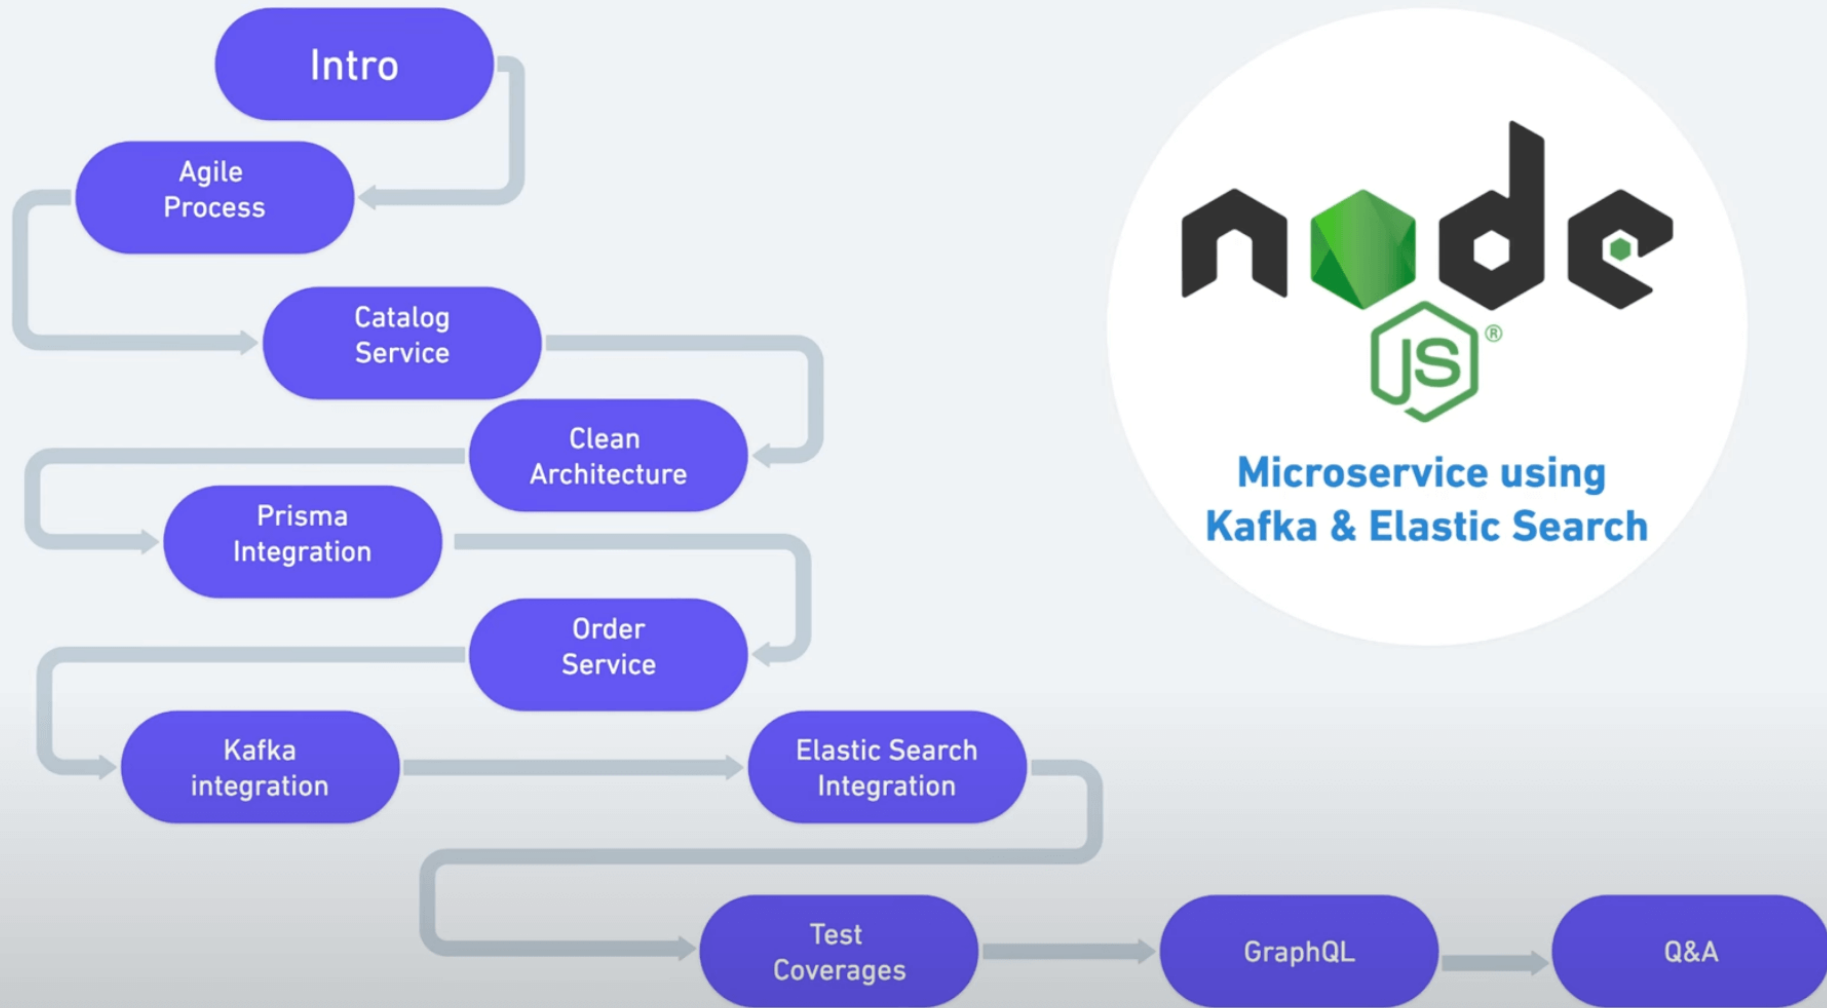 Intro
Agile
Process
Catalog
Service
Clean
Architecture
Prisma
Integration
Order
Service
Kafka
integration
Elastic Search
Integration
Test
Coverages
GraphQL
Q&A
node
JS®
Microservice using
Kafka & Elastic Search